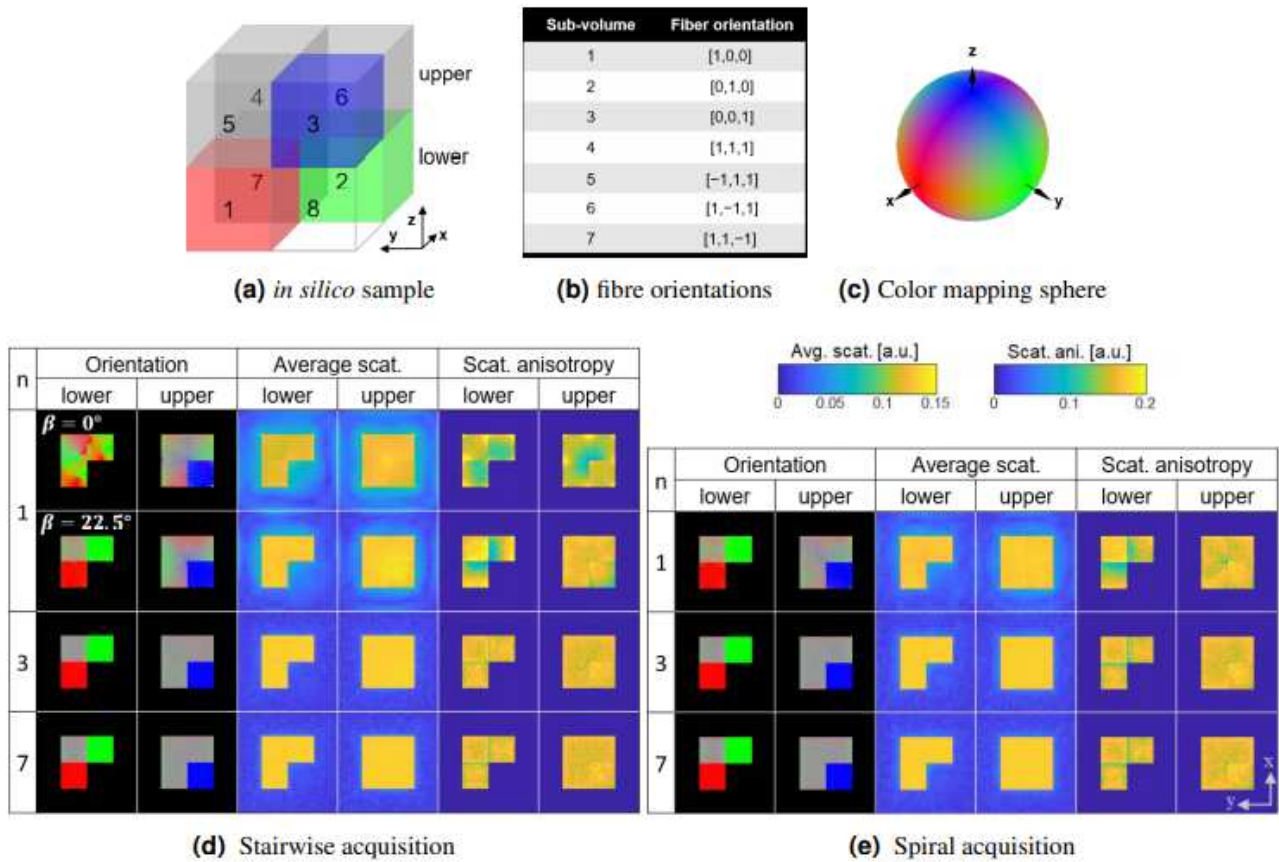 upper
lower
4
6
5
3
7
2
1
8
z
y
x
(a) in silico sample
Sub-volume Fiber orientation
1 [1,0,0]
2 [0,1,0]
3 [0,0,1]
4 [1,1,1]
5 [−1,1,1]
6 [1,−1,1]
7 [1,1,−1]
(b) fibre orientations
z
x
y
(c) Color mapping sphere
n Orientation Average scat. Scat. anisotropy
lower upper lower upper lower upper
β = 0°
1
β = 22.5°
3
7
(d) Stairwise acquisition
Avg. scat. [a.u.] Scat. ani. [a.u.]
0 0.05 0.1 0.15 0 0.1 0.2
n Orientation Average scat. Scat. anisotropy
lower upper lower upper lower upper
1
3
7
x
y
(e) Spiral acquisition